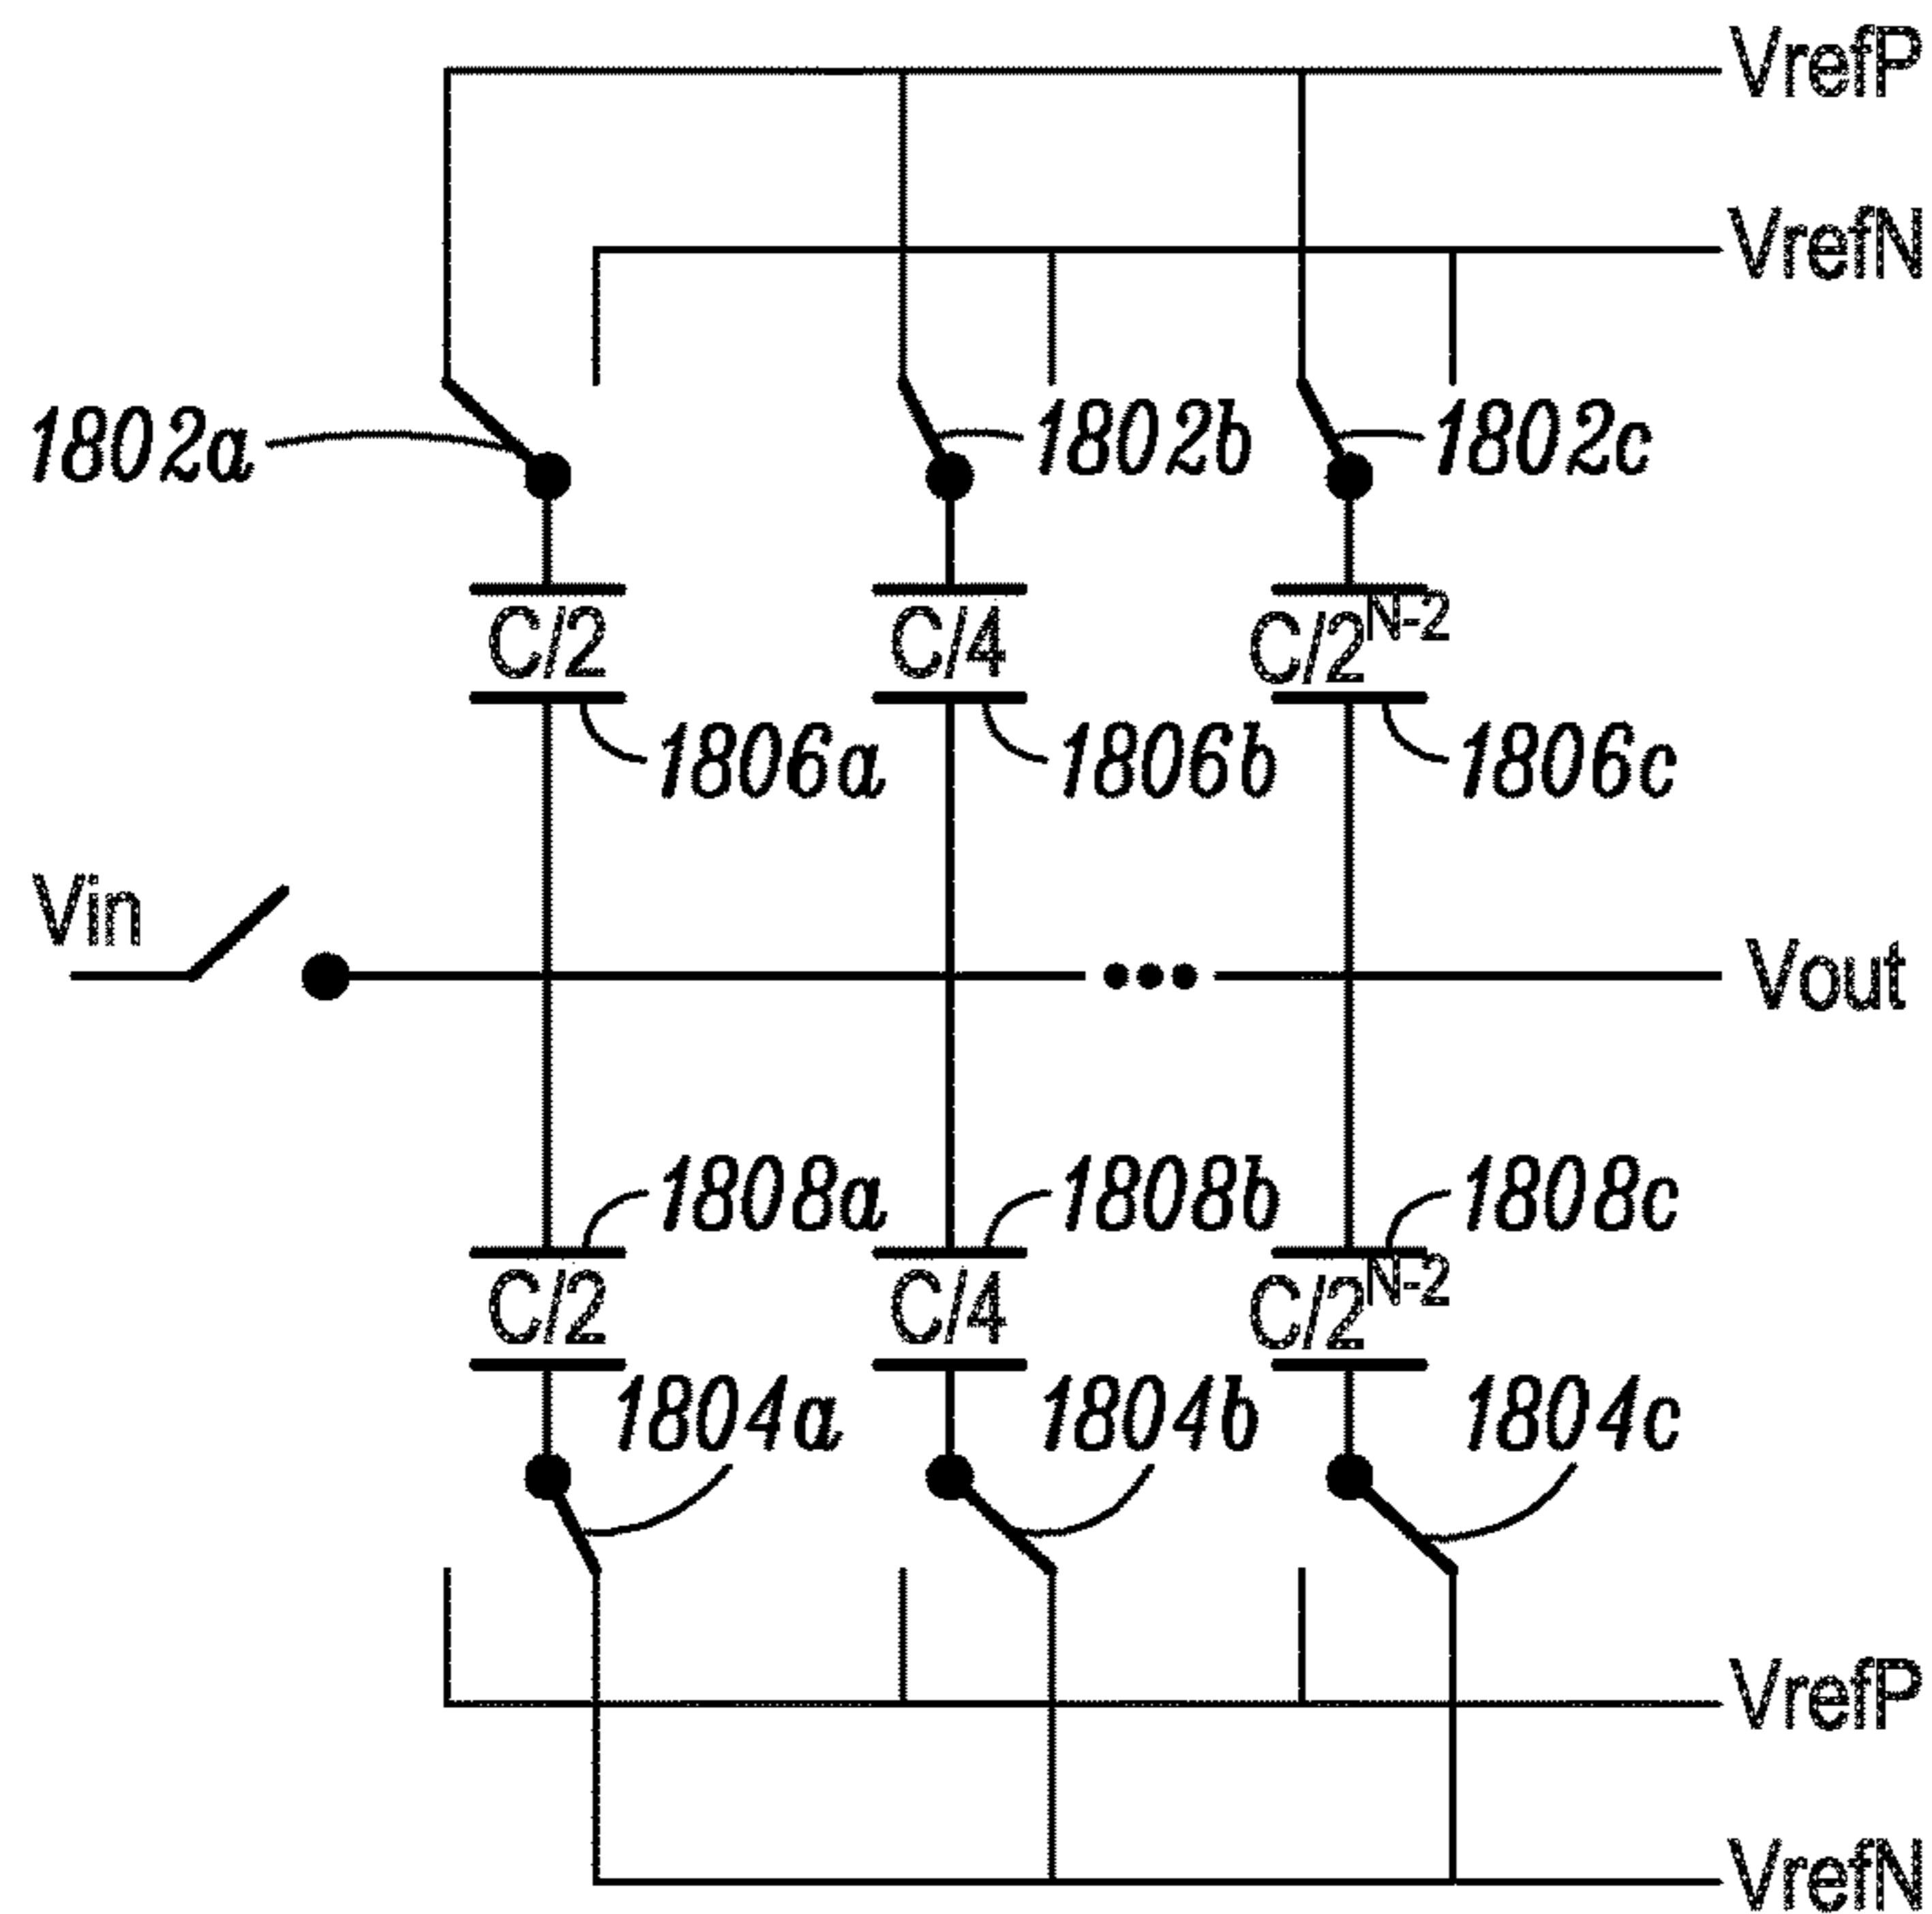 VrefP
VrefN
1802a
1802b
1802c
C/2
C/4
C/2^N-2
1806a
1806b
1806c
Vin
Vout
1808a
1808b
1808c
C/2
C/4
C/2^N-2
1804a
1804b
1804c
VrefP
VrefN